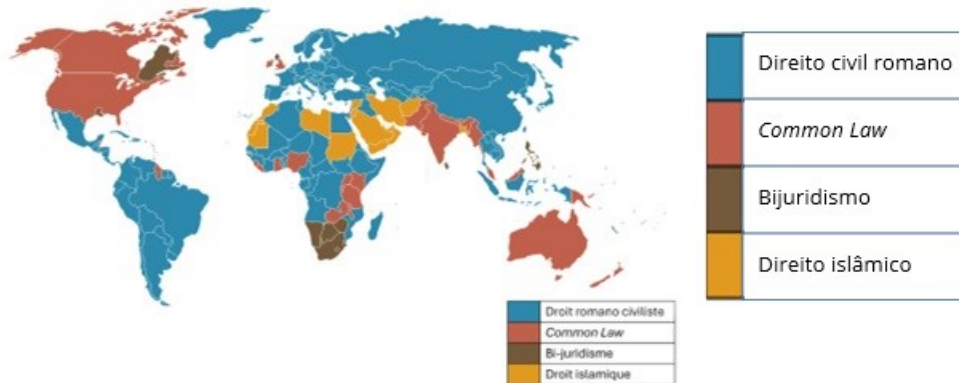 Direito civil romano
Common Law
Bijuridismo
Direito islâmico
Droit romano civiliste
Common Law
Bi-juridisme
Droit islamique